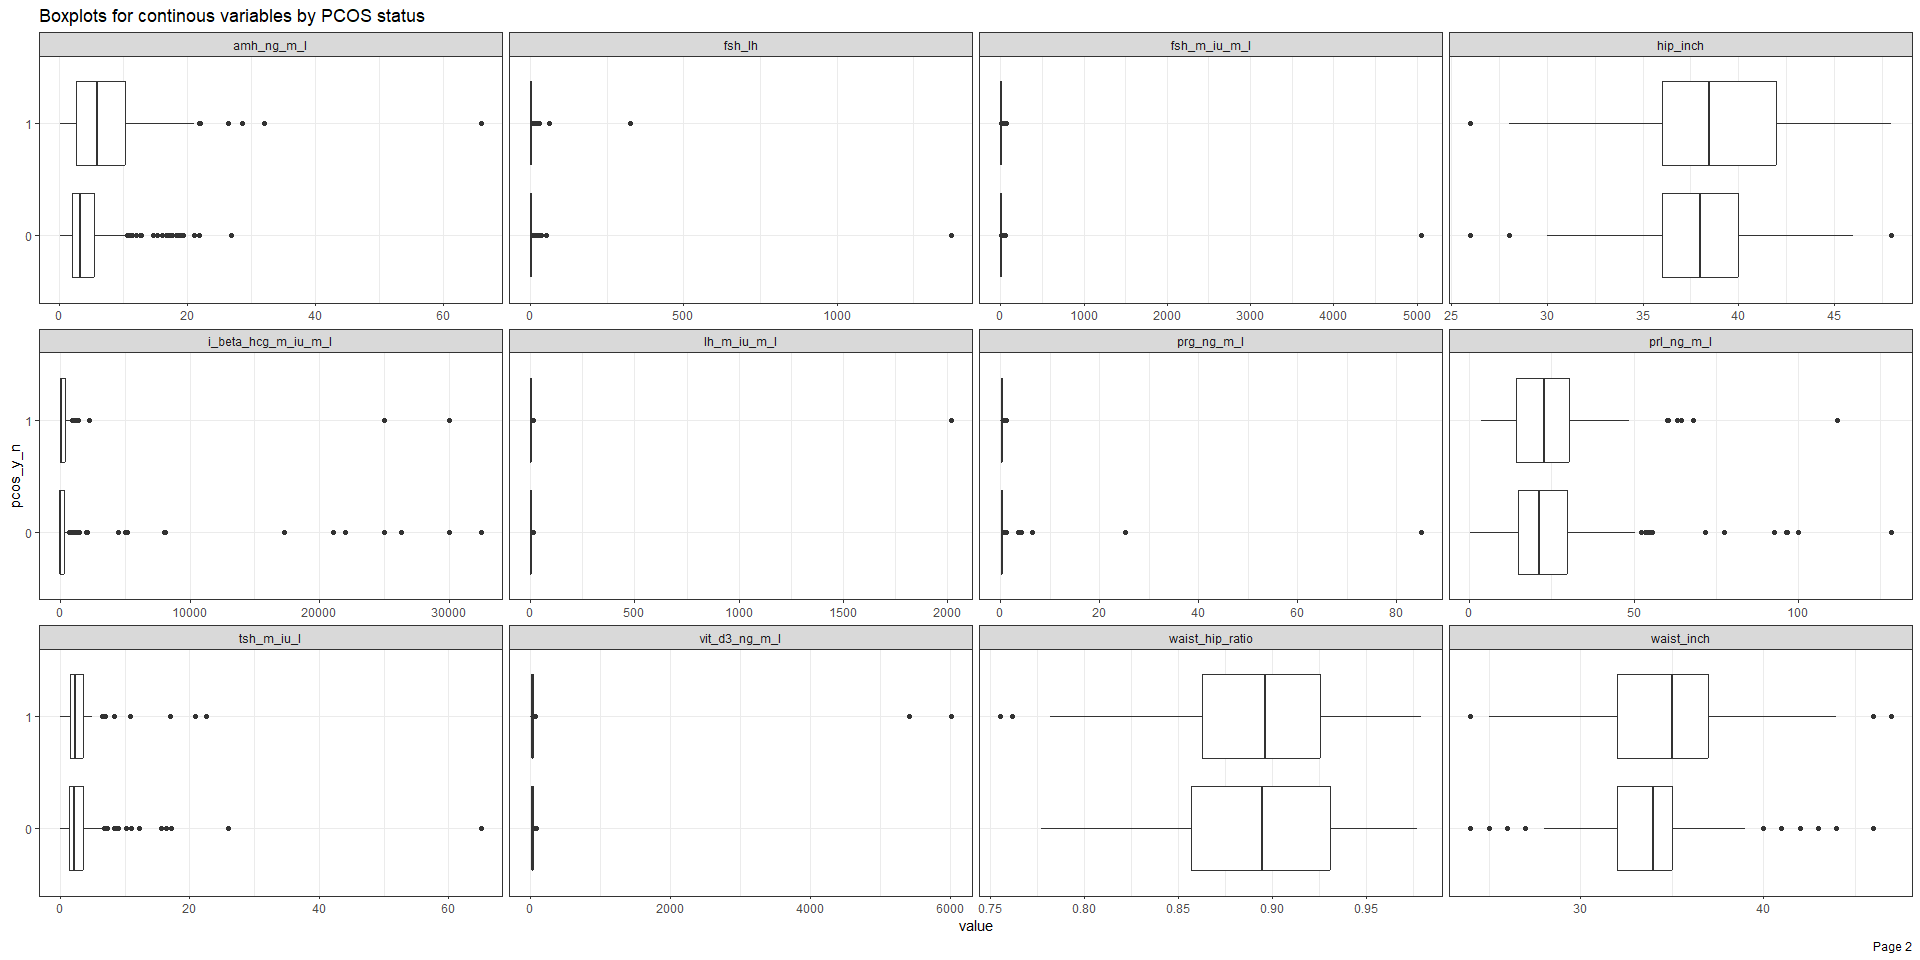 Boxplots for continous variables by PCOS status
amh_ng_m_l fsh_lh fsh_m_iu_m_l hip_inch
1
0
0 20 40 60 0 500 1000 0 1000 2000 3000 4000 5000 25 30 35 40 45
i_beta_hcg_m_iu_m_l lh_m_iu_m_l prg_ng_m_l prl_ng_m_l
1
pcos_y_n
0
0 10000 20000 30000 0 500 1000 1500 2000 0 20 40 60 80 0 50 100
tsh_m_iu_l vit_d3_ng_m_l waist_hip_ratio waist_inch
1
0
0 20 40 60 0 2000 4000 6000 0.75 0.80 0.85 0.90 0.95 30 40
value
Page 2